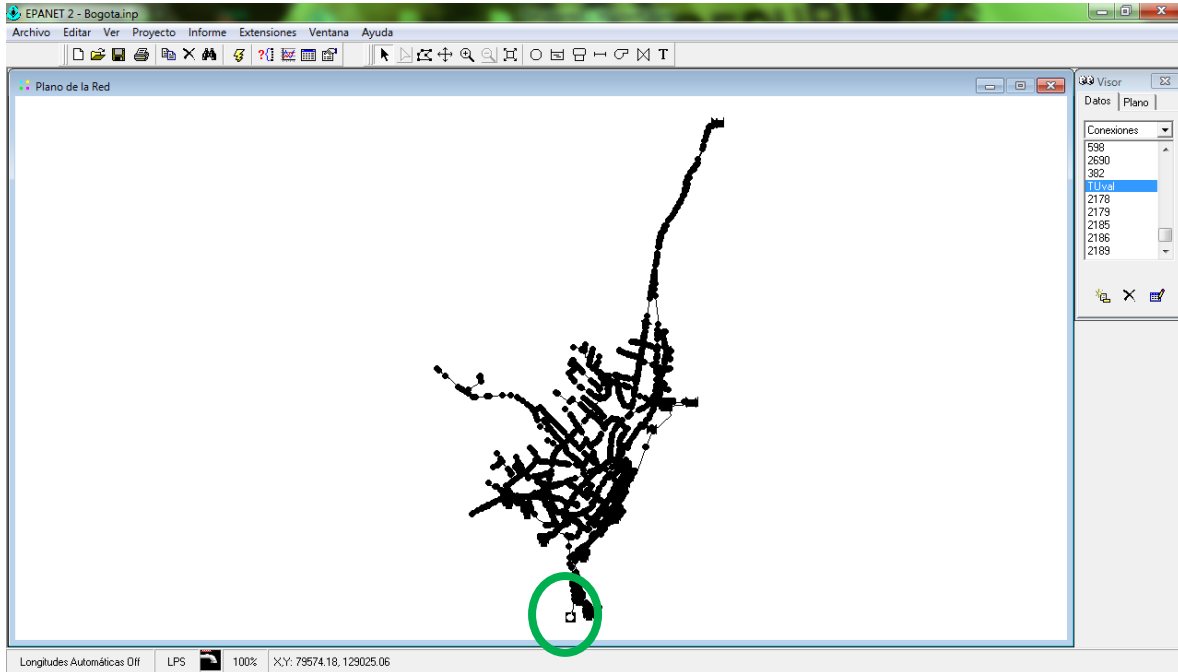 EPANET 2 - Bogota.inp
Archivo Editar Ver Proyecto Informe Extensiones Ventana Ayuda
T
Plano de la Red
Visor
Datos Plano
Conexiones
598
2690
382
TUval
2178
2179
2185
2186
2189
Longitudes Automáticas Off LPS 100% X,Y: 79574.18, 129025.06